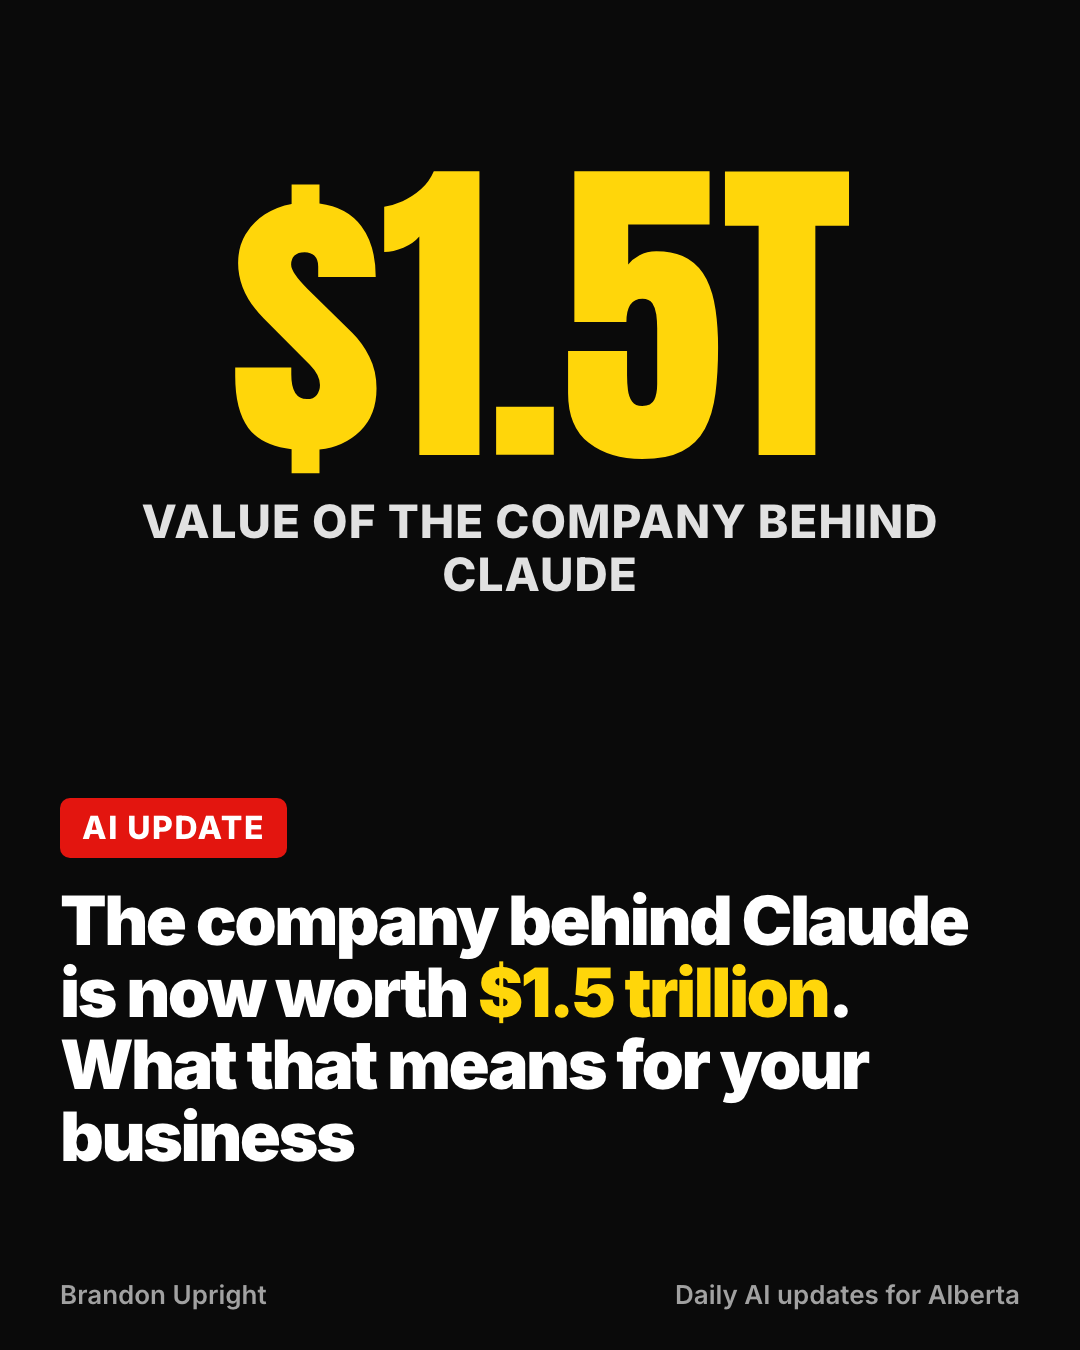 $1.5T
VALUE OF THE COMPANY BEHIND
CLAUDE
AI UPDATE
The company behind Claude
is now worth $1.5 trillion.
What that means for your
business
Brandon Upright
Daily AI updates for Alberta